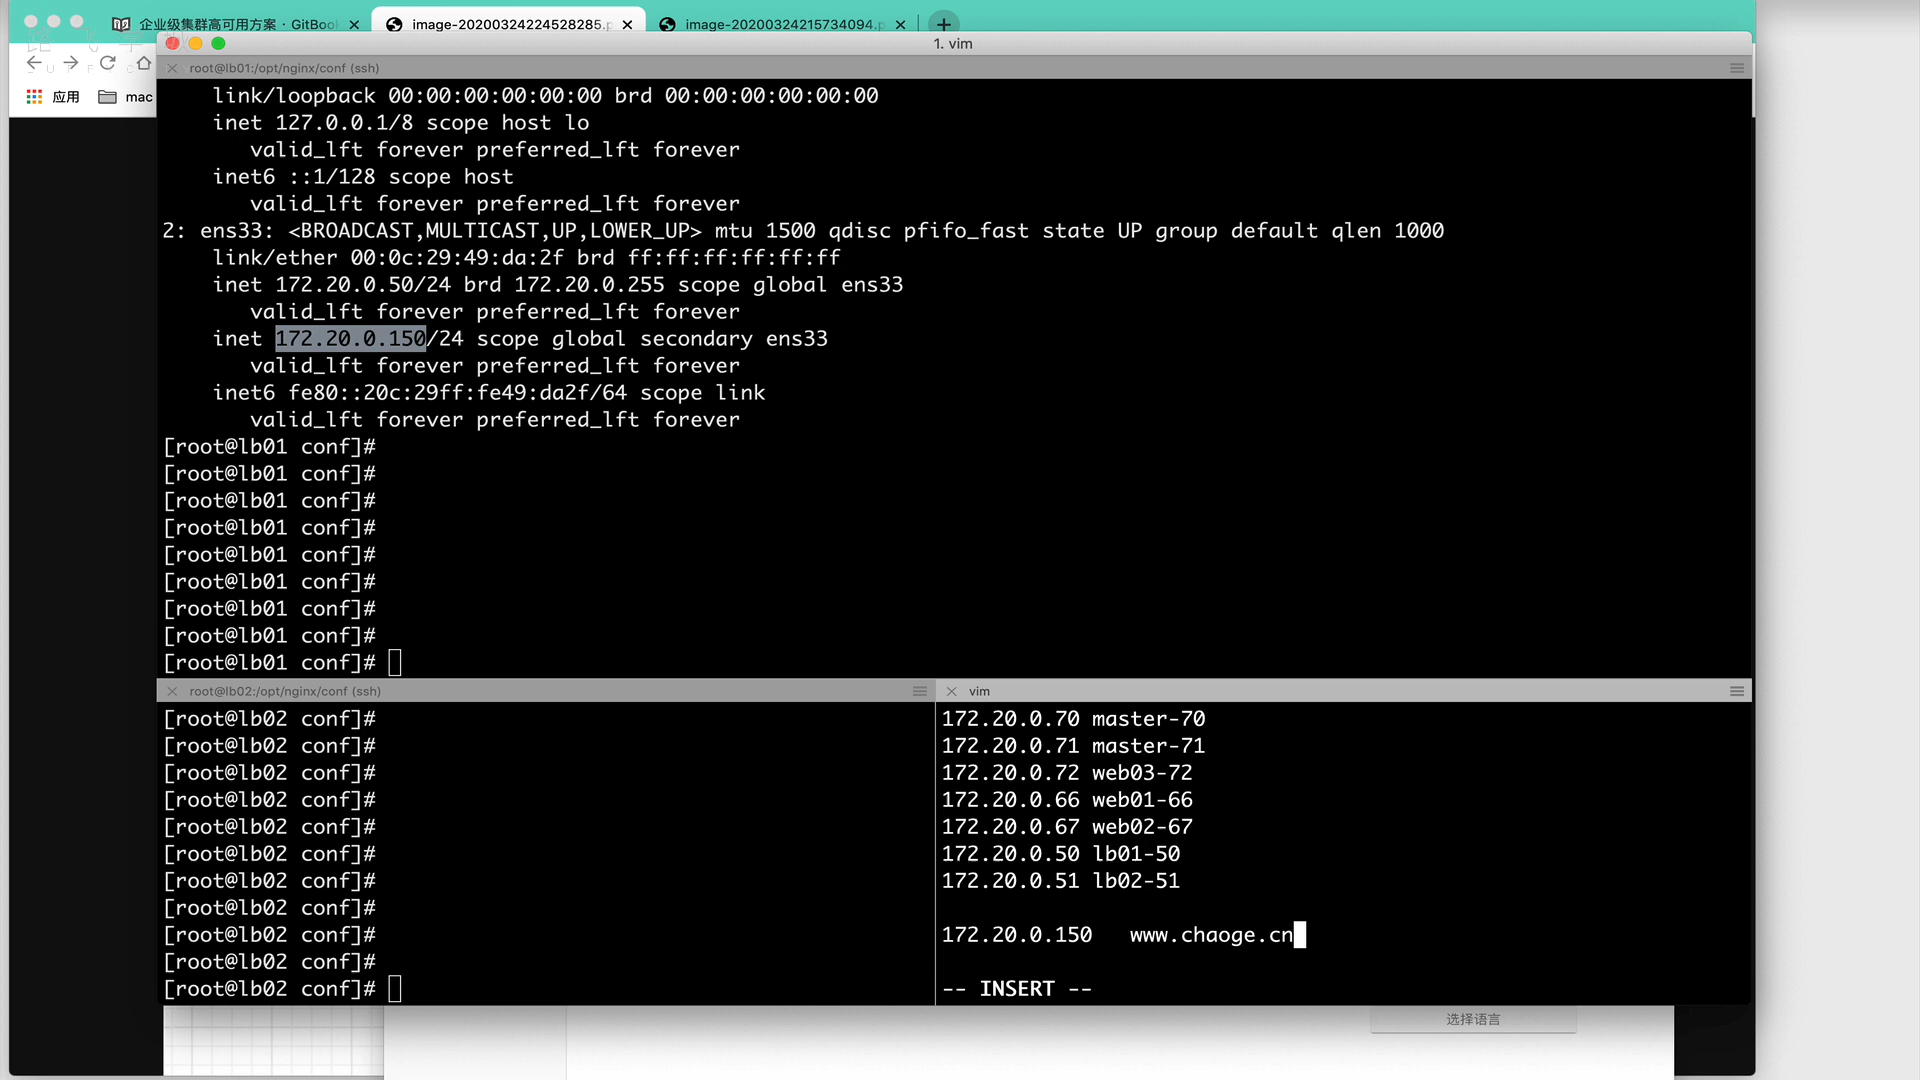 企业级集群高可用方案 · GitBook
image-20200324224528285.p
image-20200324215734094.p
1. vim
root@lb01:/opt/nginx/conf (ssh)
应用
mac
link/loopback 00:00:00:00:00:00 brd 00:00:00:00:00:00
inet 127.0.0.1/8 scope host lo
valid_lft forever preferred_lft forever
inet6 ::1/128 scope host
valid_lft forever preferred_lft forever
2: ens33: <BROADCAST,MULTICAST,UP,LOWER_UP> mtu 1500 qdisc pfifo_fast state UP group default qlen 1000
link/ether 00:0c:29:49:da:2f brd ff:ff:ff:ff:ff:ff
inet 172.20.0.50/24 brd 172.20.0.255 scope global ens33
valid_lft forever preferred_lft forever
inet 172.20.0.150/24 scope global secondary ens33
valid_lft forever preferred_lft forever
inet6 fe80::20c:29ff:fe49:da2f/64 scope link
valid_lft forever preferred_lft forever
[root@lb01 conf]#
[root@lb01 conf]#
[root@lb01 conf]#
[root@lb01 conf]#
[root@lb01 conf]#
[root@lb01 conf]#
[root@lb01 conf]#
[root@lb01 conf]#
[root@lb01 conf]#
root@lb02:/opt/nginx/conf (ssh)
[root@lb02 conf]#
[root@lb02 conf]#
[root@lb02 conf]#
[root@lb02 conf]#
[root@lb02 conf]#
[root@lb02 conf]#
[root@lb02 conf]#
[root@lb02 conf]#
[root@lb02 conf]#
[root@lb02 conf]#
[root@lb02 conf]#
vim
172.20.0.70 master-70
172.20.0.71 master-71
172.20.0.72 web03-72
172.20.0.66 web01-66
172.20.0.67 web02-67
172.20.0.50 lb01-50
172.20.0.51 lb02-51
172.20.0.150 www.chaoge.cn
-- INSERT --
选择语言